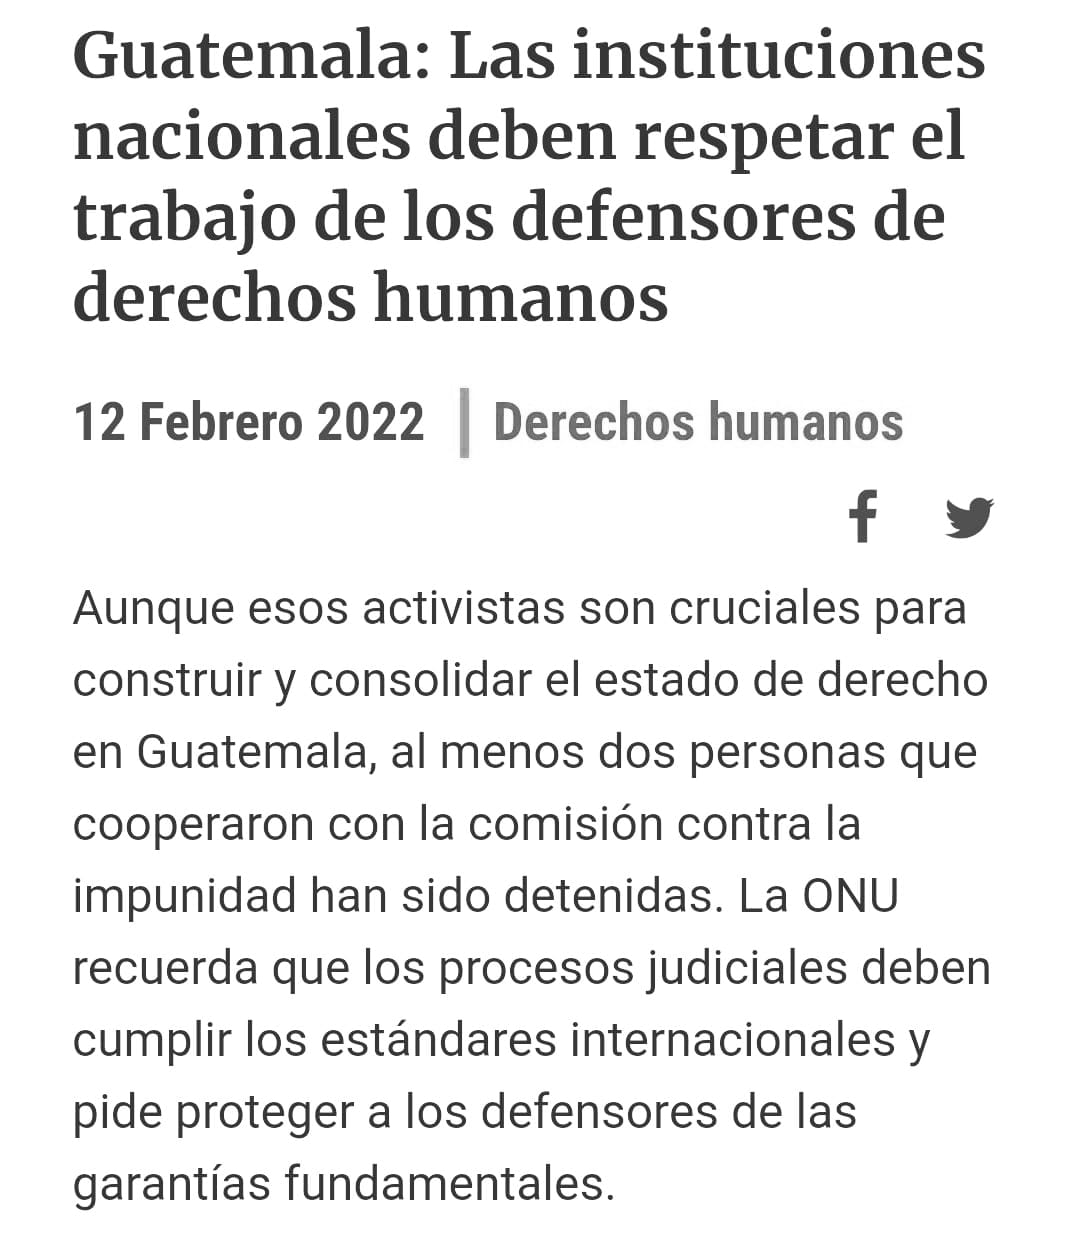 Guatemala: Las instituciones
nacionales deben respetar el
trabajo de los defensores de
derechos humanos
12 Febrero 2022 | Derechos humanos
Aunque esos activistas son cruciales para
construir y consolidar el estado de derecho
en Guatemala, al menos dos personas que
cooperaron con la comisión contra la
impunidad han sido detenidas. La ONU
recuerda que los procesos judiciales deben
cumplir los estándares internacionales y
pide proteger a los defensores de las
garantías fundamentales.